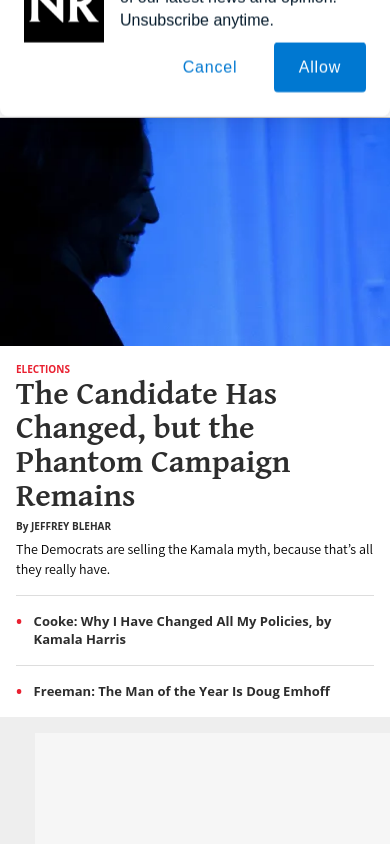 NR
of our latest news and opinion.
Unsubscribe anytime.
Cancel
Allow
ELECTIONS
The Candidate Has
Changed, but the
Phantom Campaign
Remains
By JEFFREY BLEHAR
The Democrats are selling the Kamala myth, because that’s all
they really have.
Cooke: Why I Have Changed All My Policies, by
Kamala Harris
Freeman: The Man of the Year Is Doug Emhoff